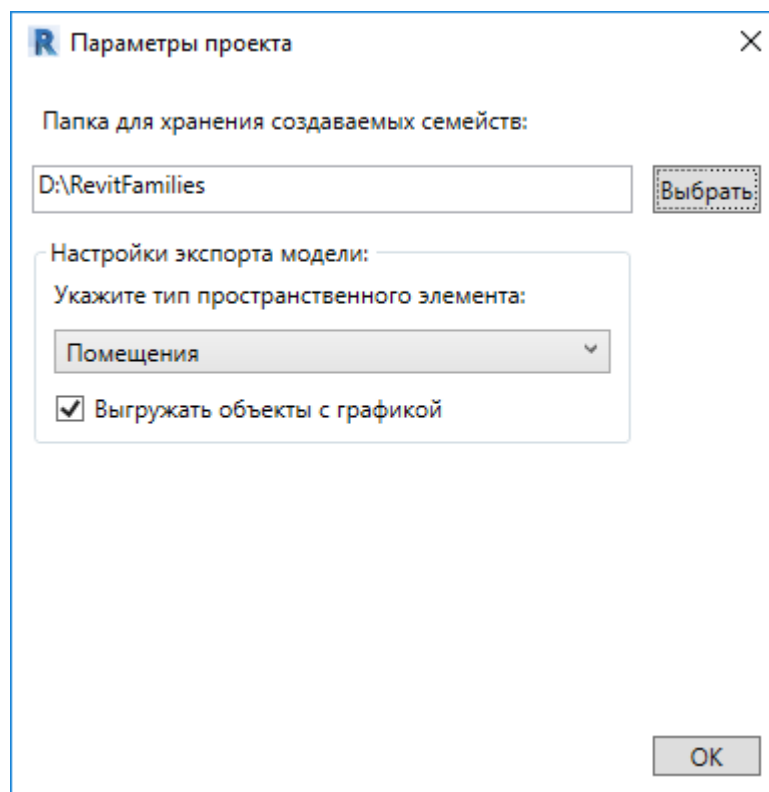 Параметры проекта
Папка для хранения создаваемых семейств:
D:\RevitFamilies
Выбрать
Настройки экспорта модели:
Укажите тип пространственного элемента:
Помещения
Выгружать объекты с графикой
OK